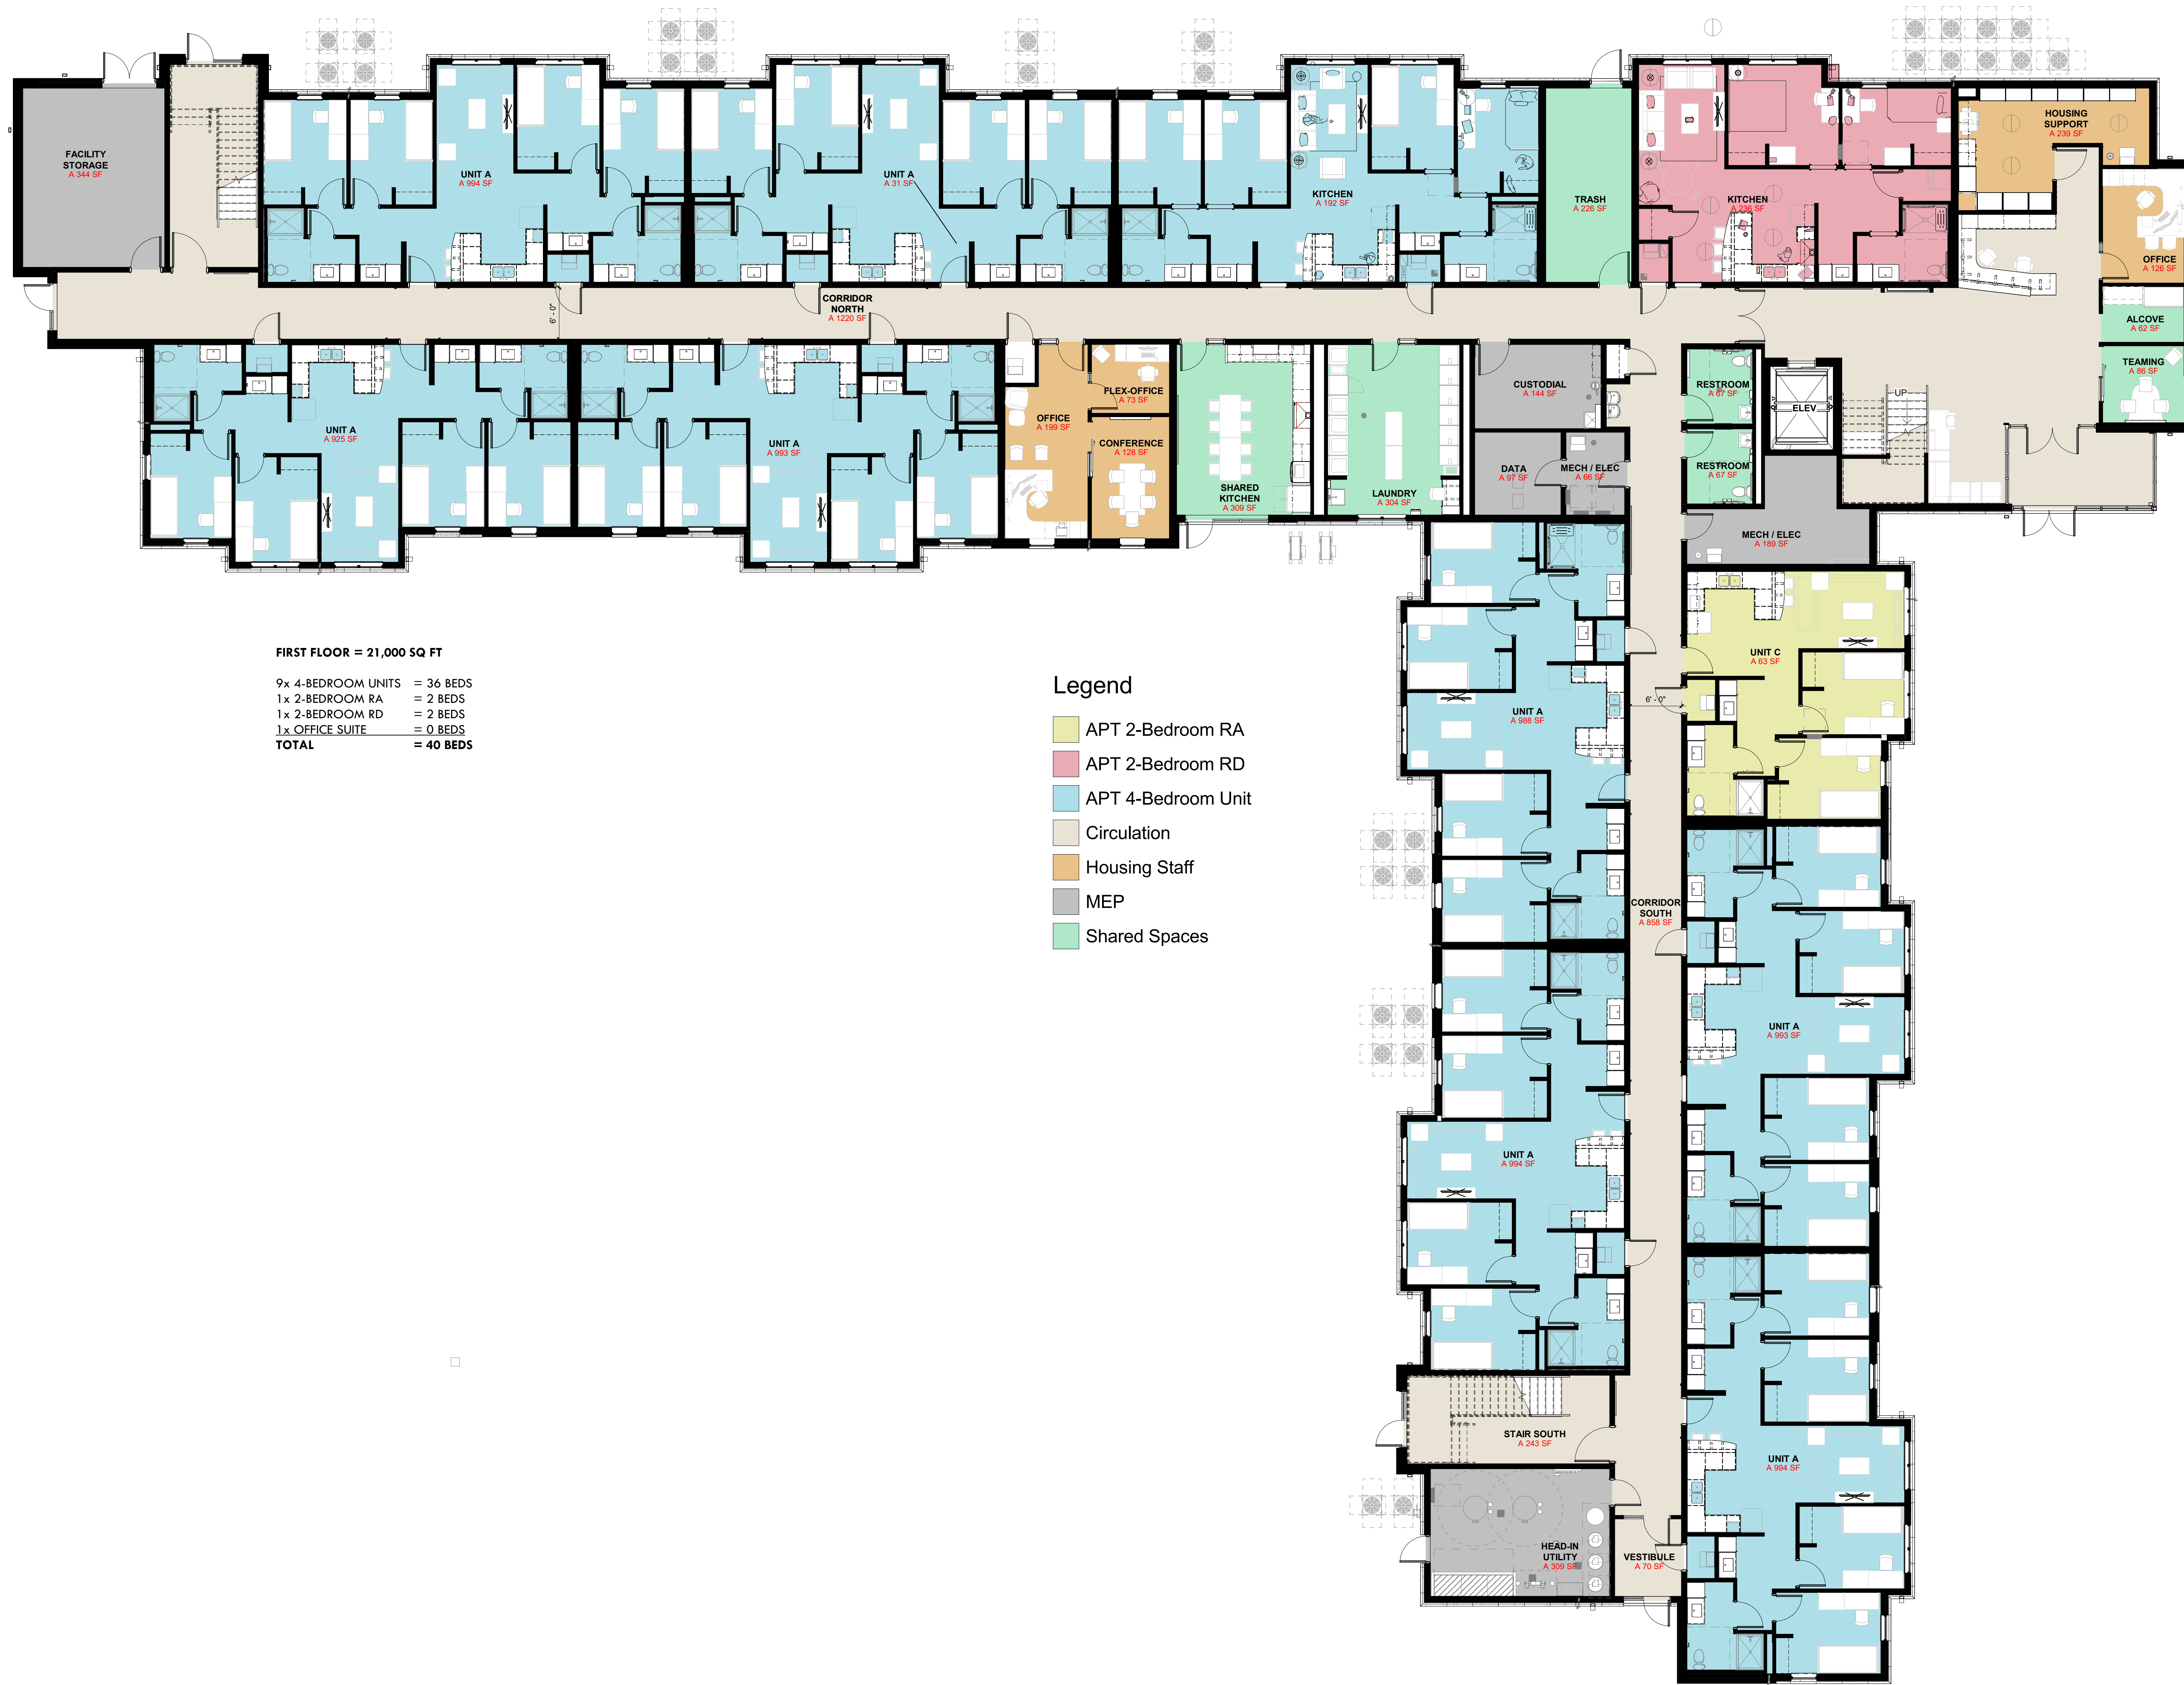 FACILITY
STORAGE
A 344 SF
UNIT A
A 994 SF
UNIT A
A 31 SF
KITCHEN
A 192 SF
TRASH
A 226 SF
KITCHEN
A 236 SF
HOUSING
SUPPORT
A 239 SF
OFFICE
A 126 SF
CORRIDOR
NORTH
A 1220 SF
6' - 0"
ALCOVE
A 62 SF
TEAMING
A 86 SF
UNIT A
A 925 SF
UNIT A
A 993 SF
OFFICE
A 199 SF
FLEX-OFFICE
A 73 SF
CONFERENCE
A 128 SF
SHARED
KITCHEN
A 309 SF
LAUNDRY
A 304 SF
CUSTODIAL
A 144 SF
DATA
A 97 SF
MECH / ELEC
A 66 SF
RESTROOM
A 67 SF
RESTROOM
A 67 SF
ELEV
UP
MECH / ELEC
A 189 SF
FIRST FLOOR = 21,000 SQ FT
9x 4-BEDROOM UNITS = 36 BEDS
1x 2-BEDROOM RA = 2 BEDS
1x 2-BEDROOM RD = 2 BEDS
1x OFFICE SUITE = 0 BEDS
TOTAL = 40 BEDS
Legend
APT 2-Bedroom RA
APT 2-Bedroom RD
APT 4-Bedroom Unit
Circulation
Housing Staff
MEP
Shared Spaces
UNIT C
A 63 SF
6' - 0"
UNIT A
A 988 SF
CORRIDOR
SOUTH
A 858 SF
UNIT A
A 993 SF
UNIT A
A 994 SF
STAIR SOUTH
A 243 SF
UNIT A
A 994 SF
HEAD-IN
UTILITY
A 309 SF
VESTIBULE
A 70 SF